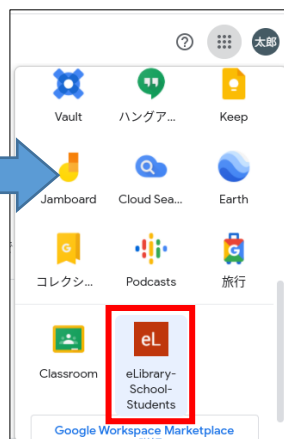 太郎
Vault
ハングア...
Keep
Jamboard
Cloud Sea...
Earth
G
コレクシ...
Podcasts
G
旅行
Classroom
eL
eLibrary-
School-
Students
Google Workspace Marketplace